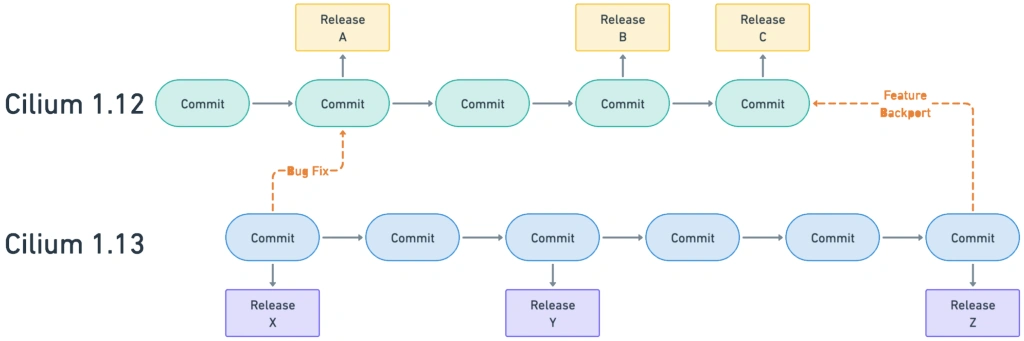 Release
A
Release
B
Release
C
Cilium 1.12
Commit
Commit
Commit
Commit
Commit
Feature
Backport
Bug Fix
Cilium 1.13
Commit
Commit
Commit
Commit
Commit
Commit
Release
X
Release
Y
Release
Z